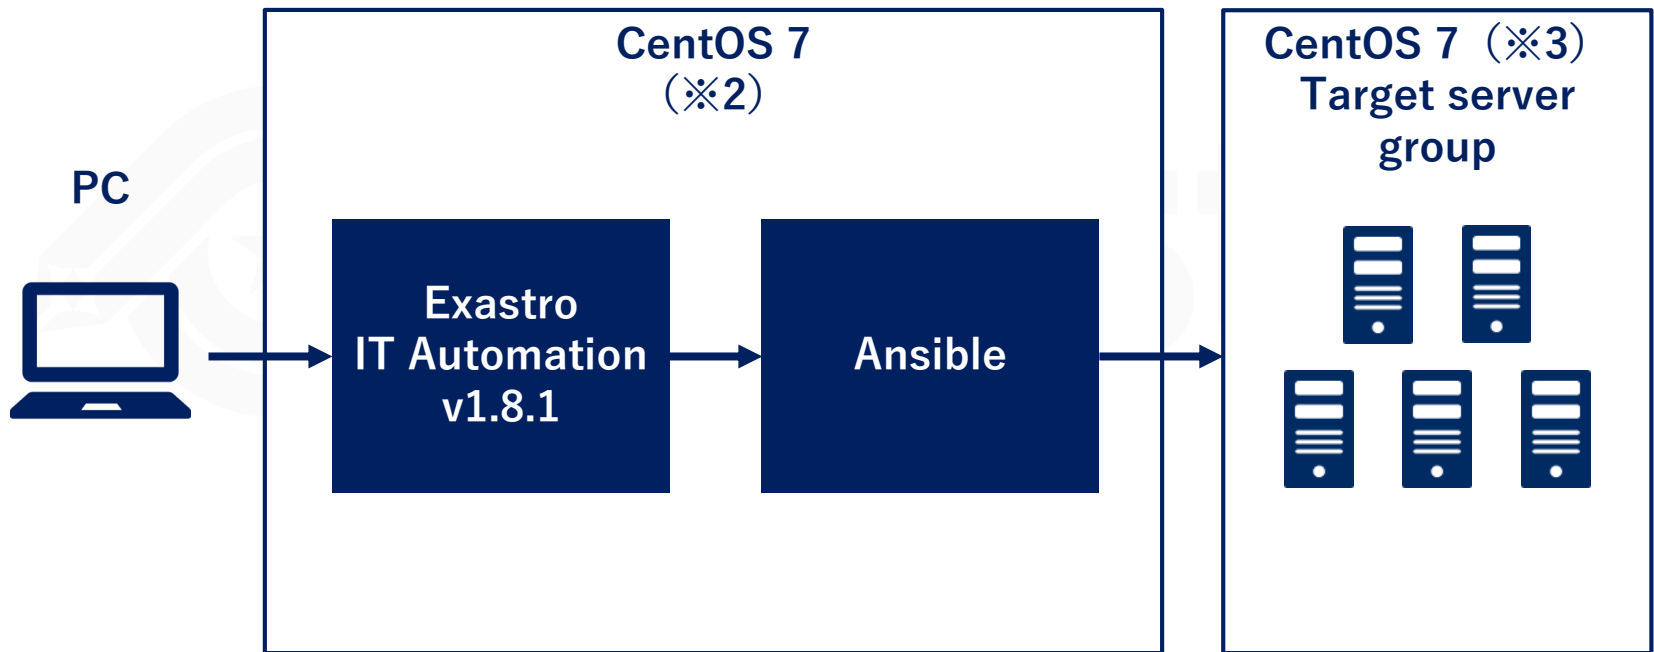 PC
CentOS 7
（※2）
Exastro
IT Automation
v1.8.1
Ansible
CentOS 7（※3）
Target server
group